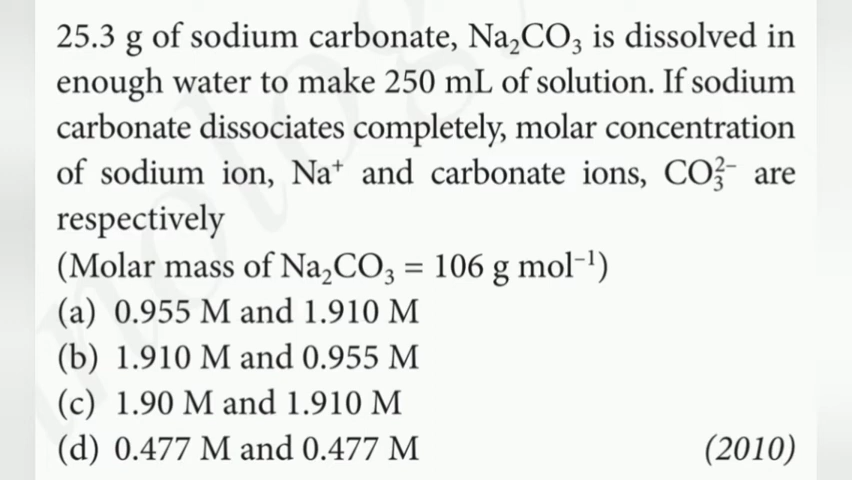 25.3 g of sodium carbonate, Na₂CO₃ is dissolved in
enough water to make 250 mL of solution. If sodium
carbonate dissociates completely, molar concentration
of sodium ion, Na⁺ and carbonate ions, CO₃²⁻ are
respectively
(Molar mass of Na₂CO₃ = 106 g mol⁻¹)
(a) 0.955 M and 1.910 M
(b) 1.910 M and 0.955 M
(c) 1.90 M and 1.910 M
(d) 0.477 M and 0.477 M (2010)